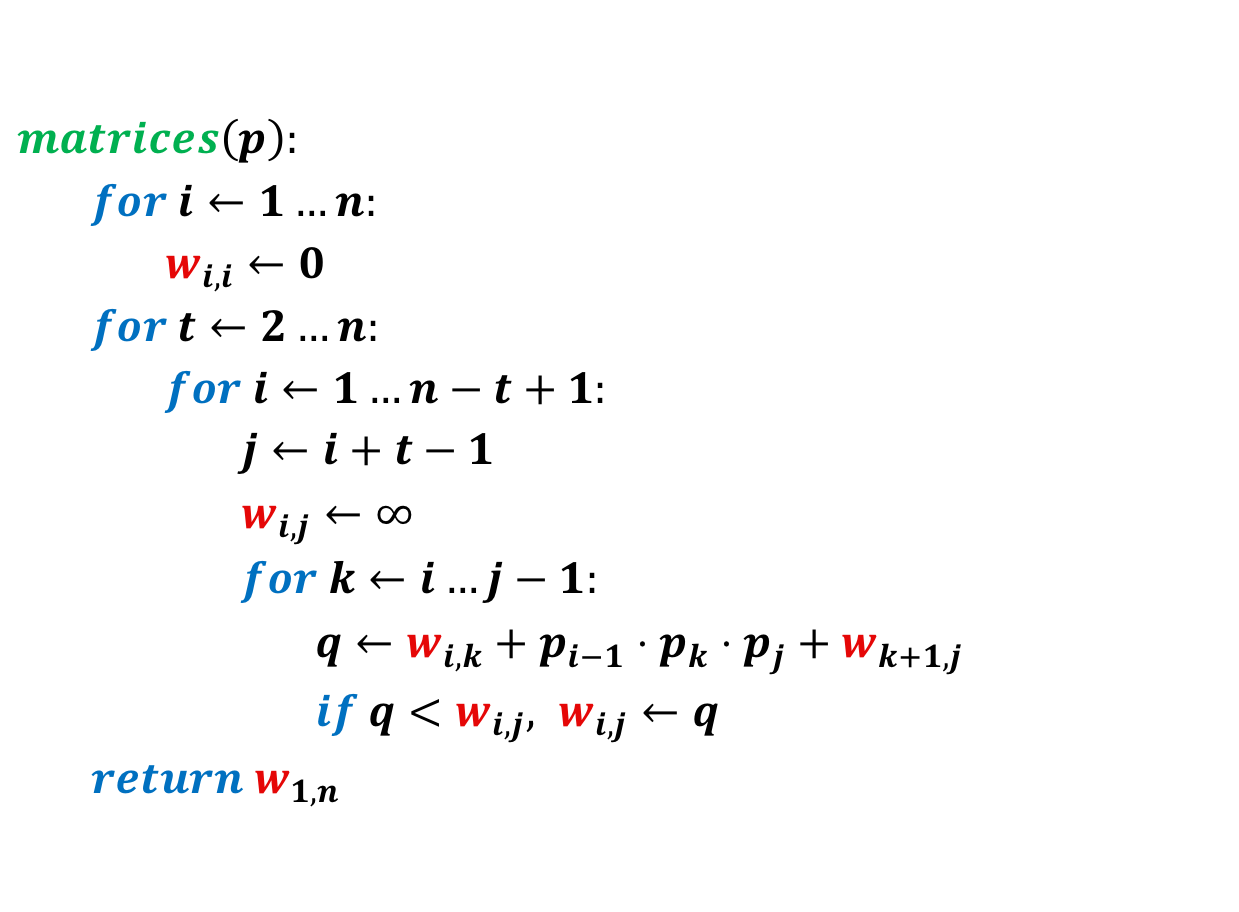 matrices(p):
for i ← 1 … n:
w_{i,i} ← 0
for t ← 2 … n:
for i ← 1 … n − t + 1:
j ← i + t − 1
w_{i,j} ← ∞
for k ← i … j − 1:
q ← w_{i,k} + p_{i−1} · p_k · p_j + w_{k+1,j}
if q < w_{i,j}, w_{i,j} ← q
return w_{1,n}